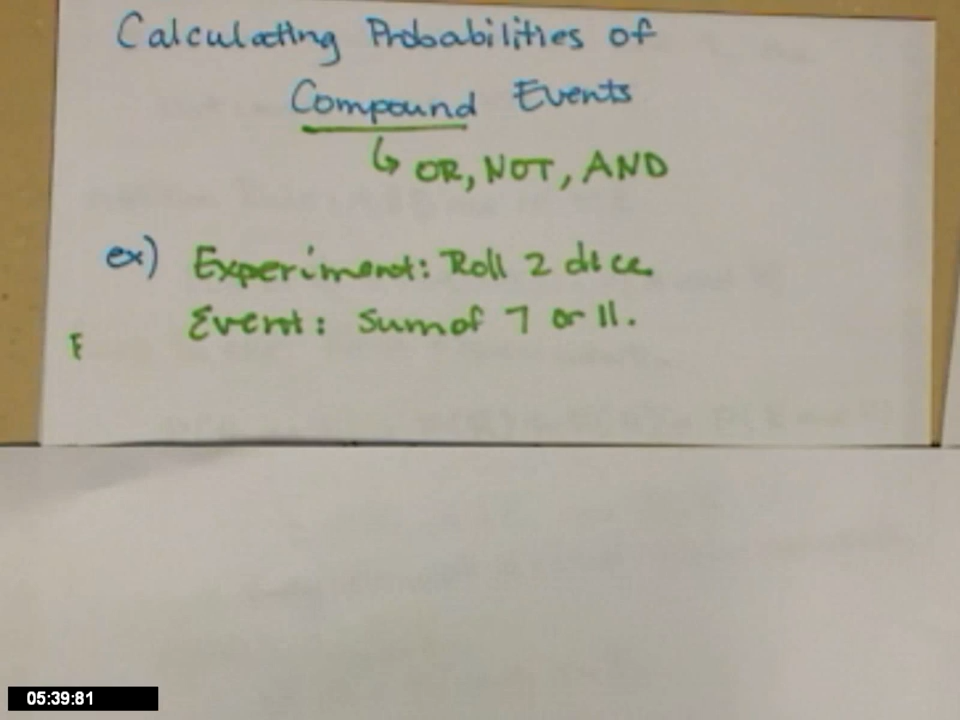 Calculating Probabilities of
Compound Events
↳ OR, NOT, AND
ex) Experiment: Roll 2 dice
Event: Sum of 7 or 11.
F
05:39:81